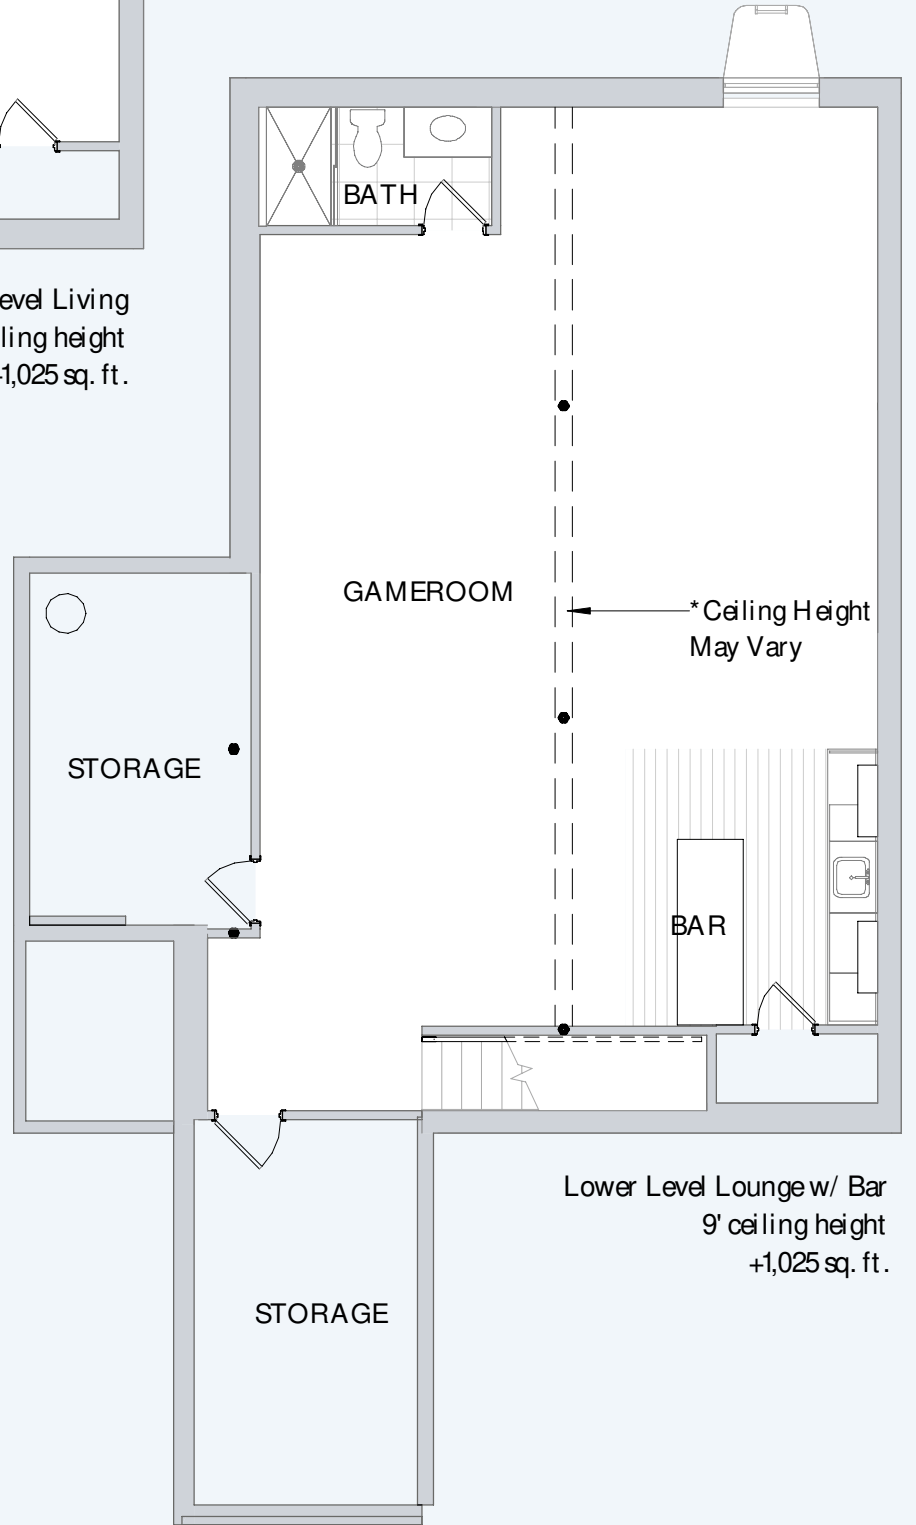 BATH
evel Living
ling height
1,025 sq. ft.
GAMEROOM
*Ceiling Height
May Vary
STORAGE
BAR
Lower Level Lounge w/ Bar
9' ceiling height
+1,025 sq. ft.
STORAGE